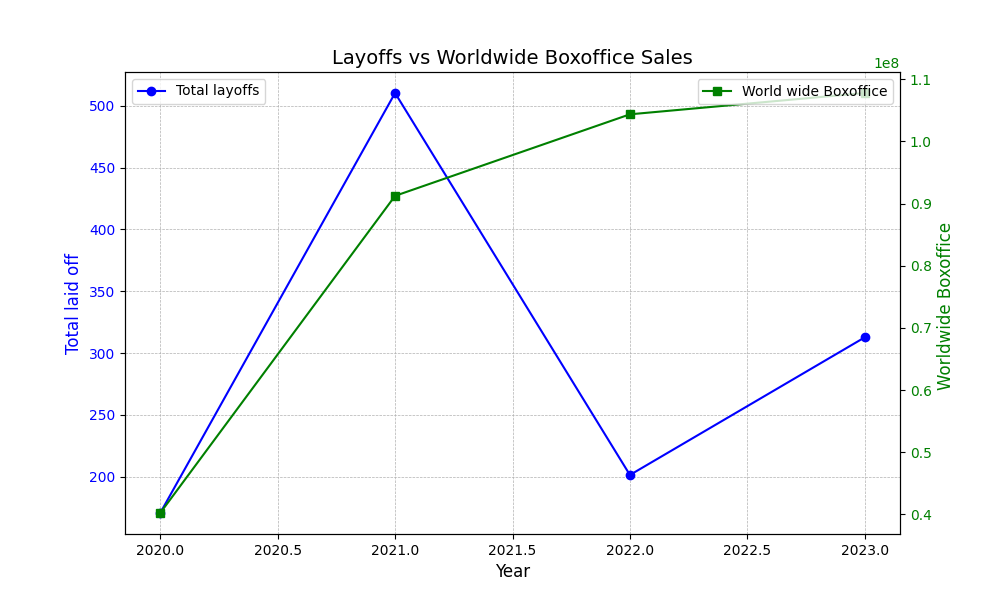 Layoffs vs Worldwide Boxoffice Sales
1e8
Total layoffs
World wide Boxoffice
Total laid off
500
450
400
350
300
250
200
1.1
1.0
0.9
0.8
0.7
0.6
0.5
0.4
Worldwide Boxoffice
2020.0 2020.5 2021.0 2021.5 2022.0 2022.5 2023.0
Year